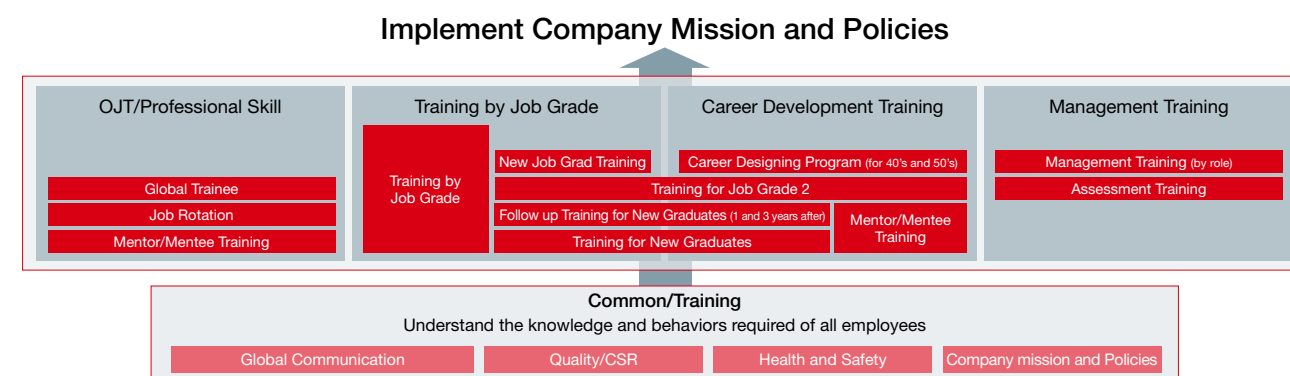 Implement Company Mission and Policies
OJT/Professional Skill
Global Trainee
Job Rotation
Mentor/Mentee Training
Training by Job Grade
Training by
Job Grade
New Job Grad Training
Career Development Training
Career Designing Program (for 40's and 50's)
Training for Job Grade 2
Follow up Training for New Graduates (1 and 3 years after)
Training for New Graduates
Mentor/Mentee
Training
Management Training
Management Training (by role)
Assessment Training
Common/Training
Understand the knowledge and behaviors required of all employees
Global Communication
Quality/CSR
Health and Safety
Company mission and Policies